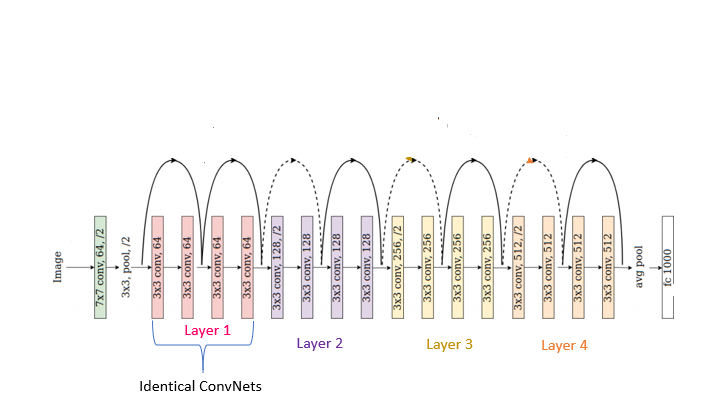 Image
7x7 conv, 64, /2
3x3, pool, /2
3x3 conv, 64
3x3 conv, 64
3x3 conv, 64
3x3 conv, 64
3x3 conv, 128, /2
3x3 conv, 128
3x3 conv, 128
3x3 conv, 128
3x3 conv, 256, /2
3x3 conv, 256
3x3 conv, 256
3x3 conv, 256
3x3 conv, 512, /2
3x3 conv, 512
3x3 conv, 512
3x3 conv, 512
avg pool
fc 1000
Layer 1
Layer 2
Layer 3
Layer 4
Identical ConvNets